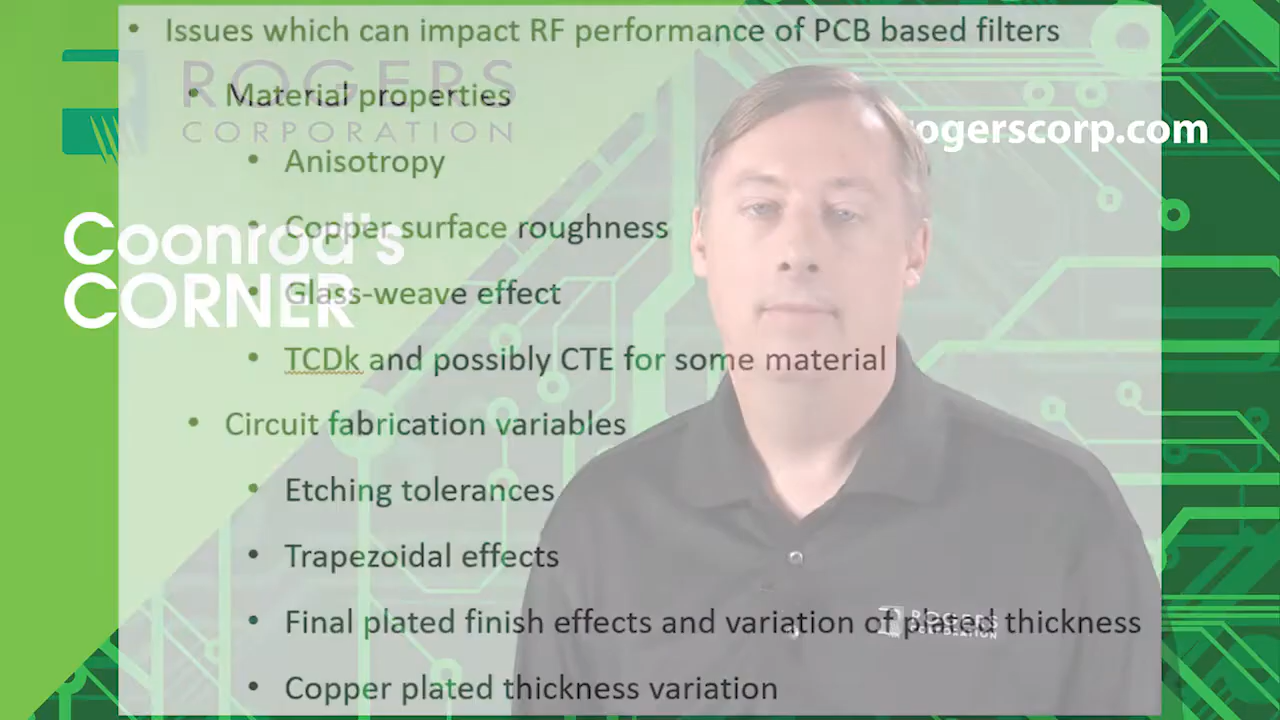 • Issues which can impact RF performance of PCB based filters
ROGERS
CORPORATION
rogerscorp.com
Coonrod's
CORNER
• Material properties
• Anisotropy
• Copper surface roughness
• Glass-weave effect
• TCDk and possibly CTE for some material
• Circuit fabrication variables
• Etching tolerances
• Trapezoidal effects
• Final plated finish effects and variation of plated thickness
ROGERS
CORPORATION
• Copper plated thickness variation